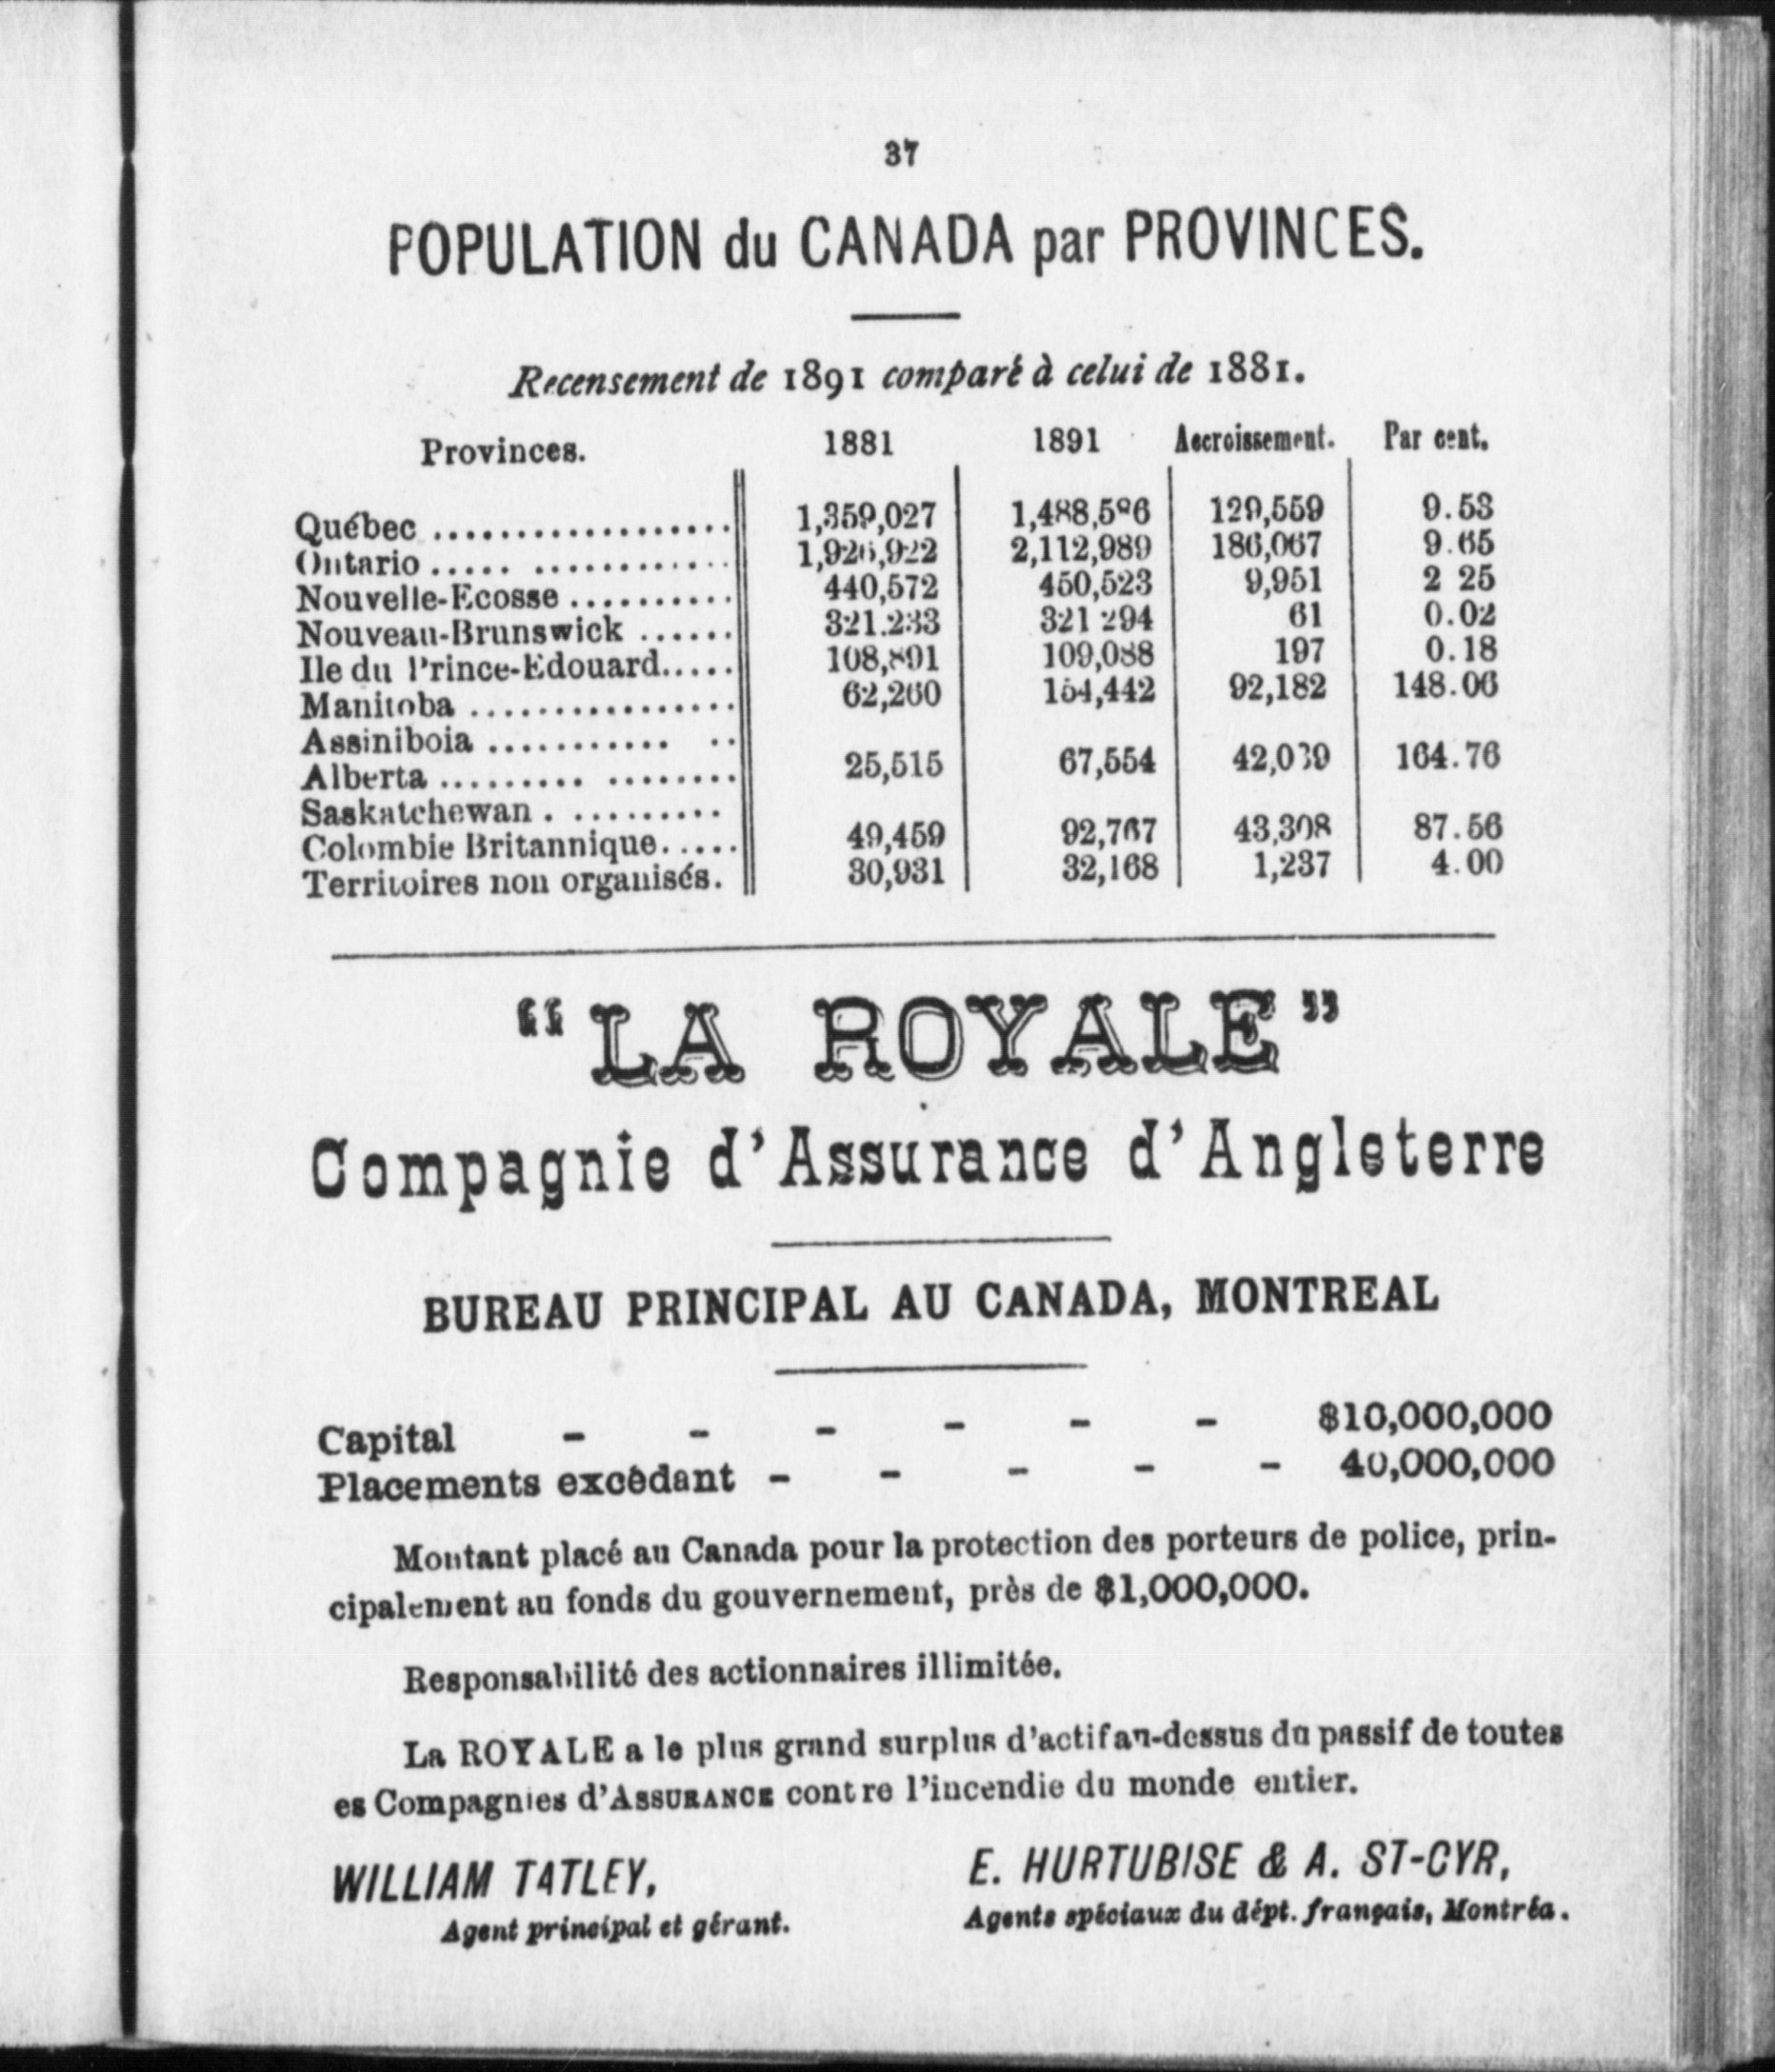 37
POPULATION du CANADA par PROVINCES.
Recensement de 1891 comparé à celui de 1881.
Provinces. 1881 1891 Accroissement. Par cent.
Québec .................. 1,359,027 1,488,586 129,559 9.53
Ontario ..... ............ 1,926,922 2,112,989 186,067 9.65
Nouvelle-Ecosse .......... 440,572 450,523 9,951 2 25
Nouveau-Brunswick ...... 321.233 321 294 61 0.02
Ile du Prince-Edouard..... 108,891 109,088 197 0.18
Manitoba ................ 62,260 154,442 92,182 148.06
Assiniboia ........... ..
Alberta ......... ........ 25,515 67,554 42,039 164.76
Saskatchewan . .........
Colombie Britannique..... 49,459 92,767 43,308 87.56
Territoires non organisés. 30,931 32,168 1,237 4.00
"LA ROYALE"
Compagnie d'Assurance d'Angleterre
BUREAU PRINCIPAL AU CANADA, MONTREAL
Capital - - - - - - $10,000,000
Placements excédant - - - - - 40,000,000
Montant placé au Canada pour la protection des porteurs de police, prin-
cipalement au fonds du gouvernement, près de $1,000,000.
Responsabilité des actionnaires illimitée.
La ROYALE a le plus grand surplus d'actif au-dessus du passif de toutes
es Compagnies d'ASSURANCE contre l'incendie du monde entier.
WILLIAM TATLEY, E. HURTUBISE & A. ST-CYR,
Agent principal et gérant. Agents spéciaux du dépt. français, Montréa.